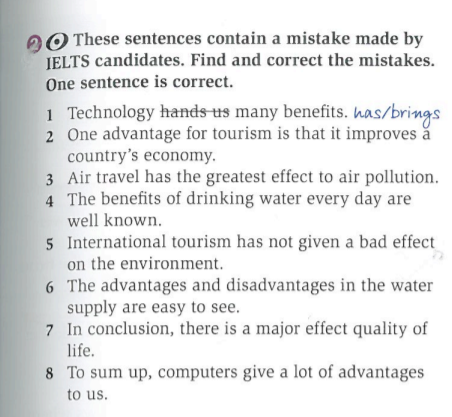 2 These sentences contain a mistake made by
IELTS candidates. Find and correct the mistakes.
One sentence is correct.
1 Technology hands us many benefits. has/brings
2 One advantage for tourism is that it improves a
country's economy.
3 Air travel has the greatest effect to air pollution.
4 The benefits of drinking water every day are
well known.
5 International tourism has not given a bad effect
on the environment.
6 The advantages and disadvantages in the water
supply are easy to see.
7 In conclusion, there is a major effect quality of
life.
8 To sum up, computers give a lot of advantages
to us.